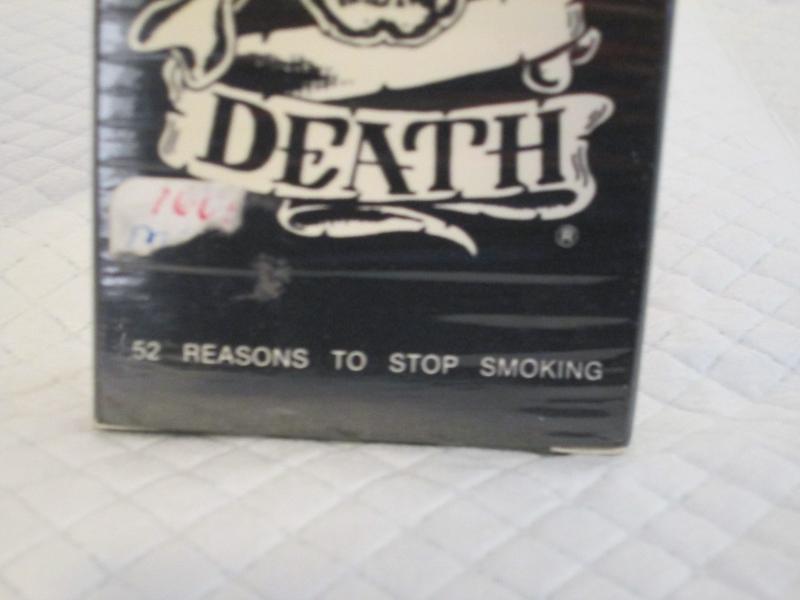 DEATH
®
52 REASONS TO STOP SMOKING